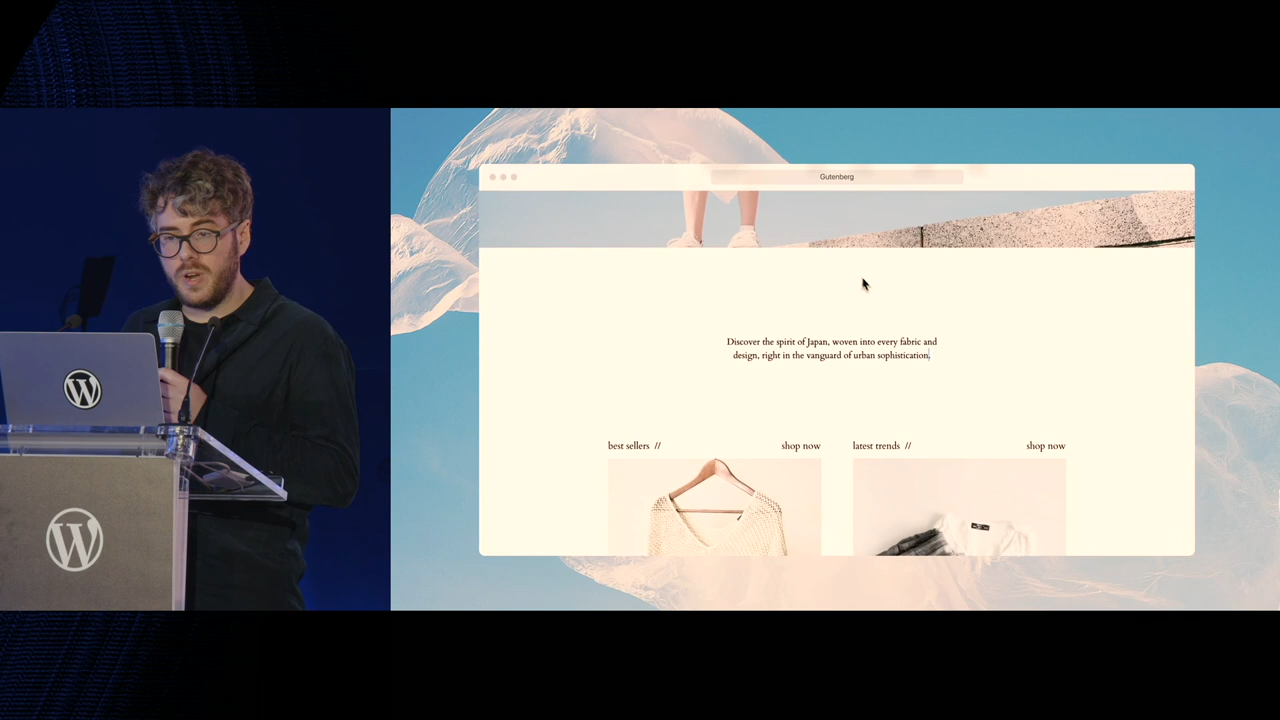 Gutenberg
Discover the spirit of Japan, woven into every fabric and
design, right in the vanguard of urban sophistication.
best sellers // shop now
latest trends // shop now